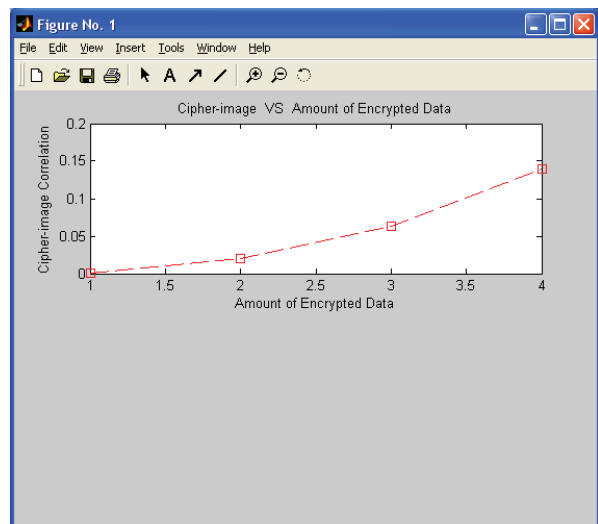 Figure No. 1
File Edit View Insert Tools Window Help
A
Cipher-image VS Amount of Encrypted Data
Cipher-image Correlation
0.2
0.15
0.1
0.05
0
1 1.5 2 2.5 3 3.5 4
Amount of Encrypted Data